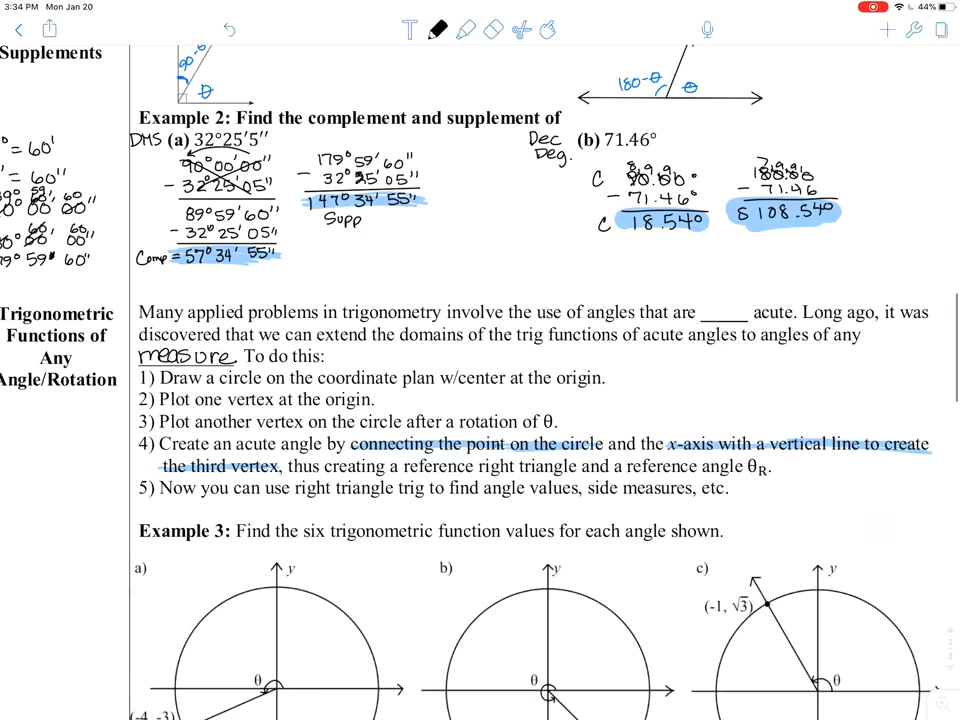 3:34 PM Mon Jan 20
44%
T
Supplements
90-θ
θ
180-θ
θ
Example 2: Find the complement and supplement of
DMS (a) 32°25′5″
90°00′00″
- 32°25′05″
89°59′60″
- 32°25′05″
Comp = 57°34′55″
179°59′60″
- 32°25′05″
147°34′55″
Supp
Dec
Deg.
(b) 71.46°
C
90.00°
- 71.46°
C 18.54°
180.00
- 71.46
S 108.54°
° = 60′
′ = 60″
Trigonometric
Functions of
Any
Angle/Rotation
Many applied problems in trigonometry involve the use of angles that are _____ acute. Long ago, it was
discovered that we can extend the domains of the trig functions of acute angles to angles of any
measure. To do this:
1) Draw a circle on the coordinate plan w/center at the origin.
2) Plot one vertex at the origin.
3) Plot another vertex on the circle after a rotation of θ.
4) Create an acute angle by connecting the point on the circle and the x-axis with a vertical line to create
the third vertex, thus creating a reference right triangle and a reference angle θR.
5) Now you can use right triangle trig to find angle values, side measures, etc.
Example 3: Find the six trigonometric function values for each angle shown.
a)
y
θ
(-4, -3)
b)
y
θ
c)
y
(-1, √3)
θ